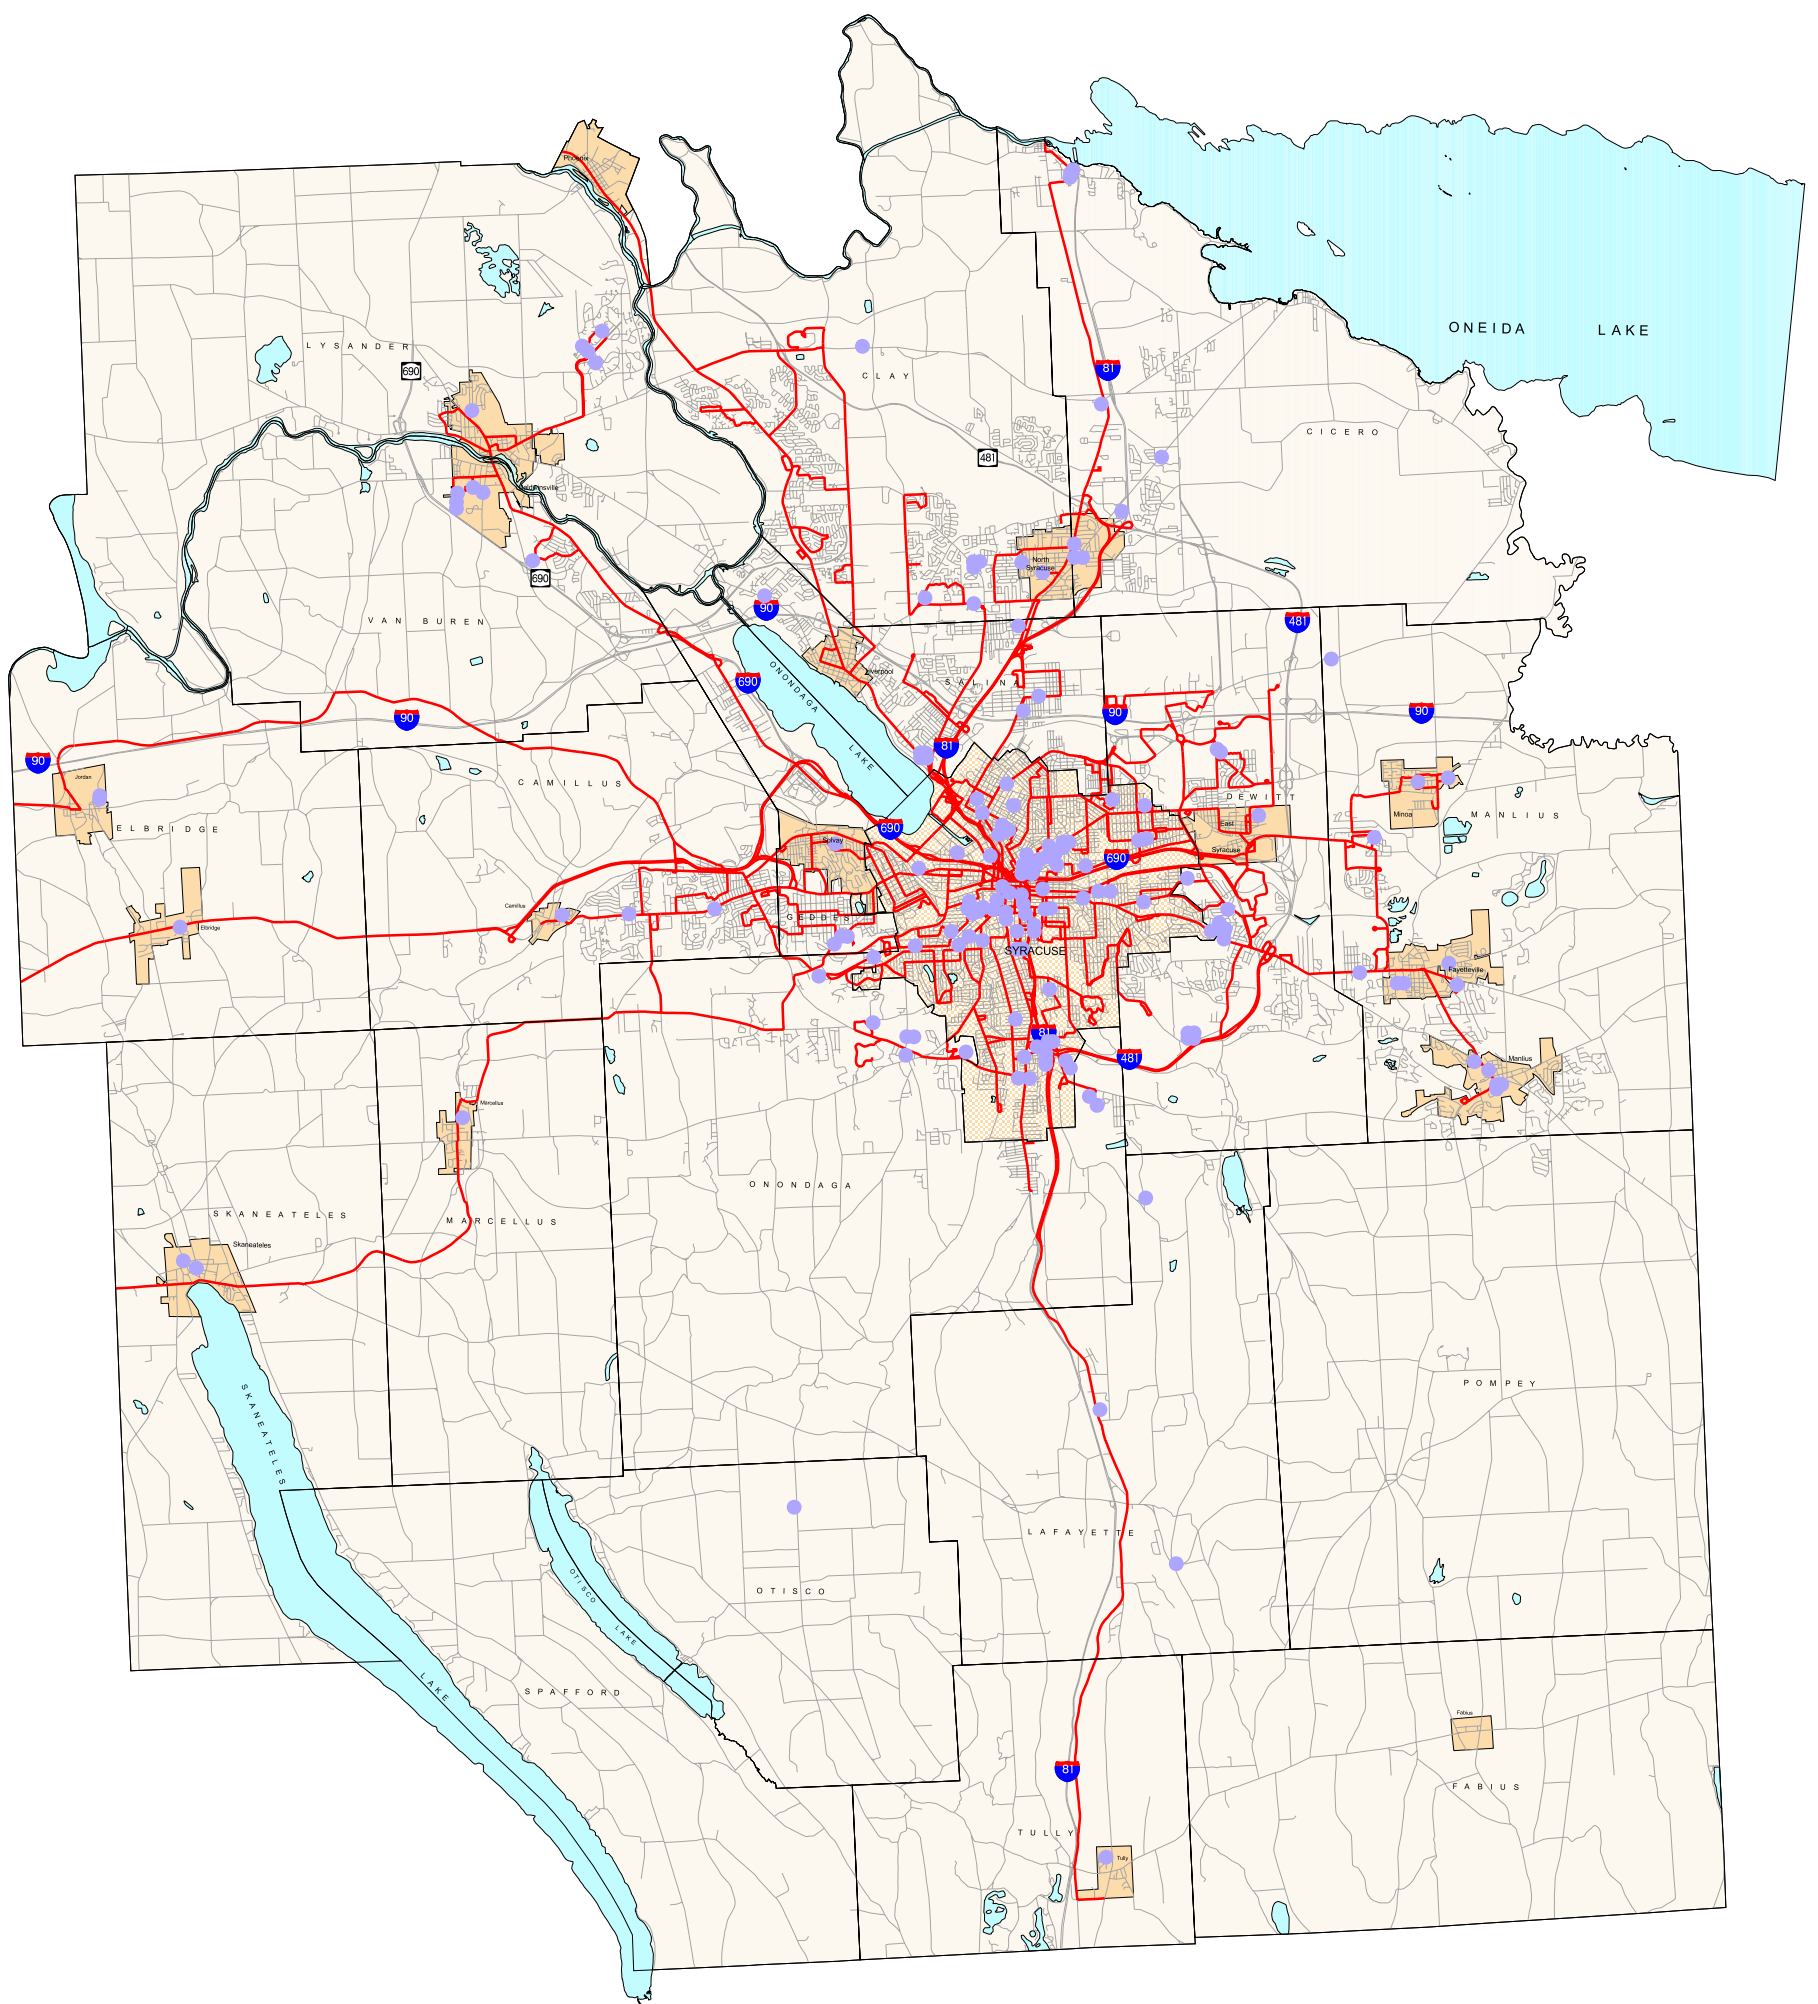 Phoenix
ONEIDA LAKE
LYSANDER
690
81
CLAY
CICERO
481
North
Syracuse
690
90
481
VAN BUREN
Liverpool
ONONDAGA
LAKE
SALINA
690
90
90
90
90
81
Jordan
CAMILLUS
DEWITT
ELBRIDGE
Minoa
MANLIUS
East
Syracuse
690
Solvay
690
Camillus
GEDDES
Elbridge
SYRACUSE
Fayetteville
81
481
Manlius
Marcellus
ONONDAGA
SKANEATELES
MARCELLUS
Skaneateles
SKANEATELES
LAKE
POMPEY
LAFAYETTE
OTISCO
LAKE
OTISCO
SPAFFORD
Fabius
81
FABIUS
TULLY
Tully